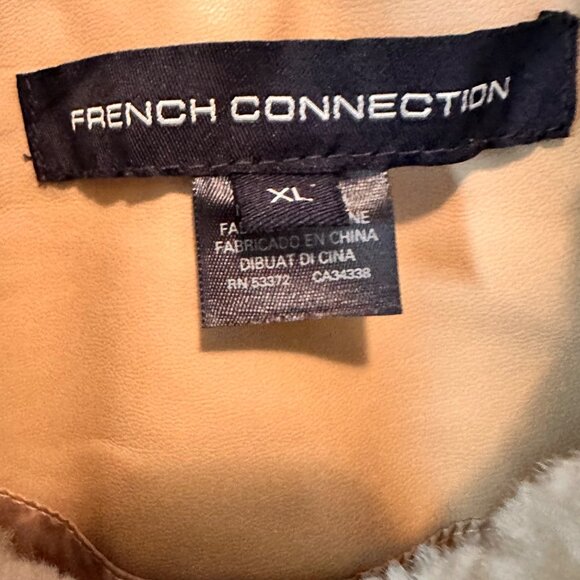 FRENCH CONNECTION
XL
FABRICADO EN CHINA
DIBUAT DI CINA
RN 53372 CA34338